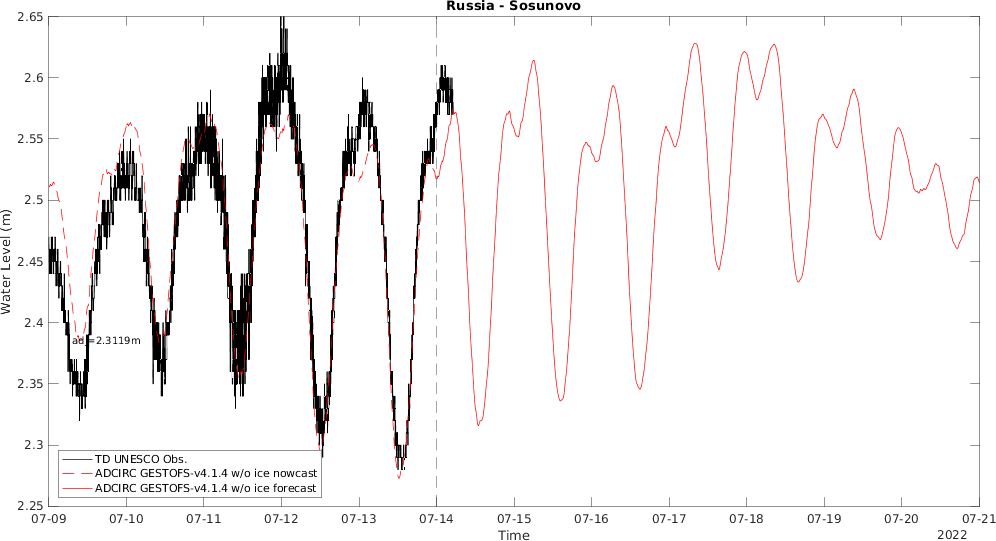 Russia - Sosunovo
2.65
2.6
2.55
2.5
2.45
2.4
2.35
2.3
2.25
Water Level (m)
=2.3119m
TD UNESCO Obs.
ADCIRC GESTOFS-v4.1.4 w/o ice nowcast
ADCIRC GESTOFS-v4.1.4 w/o ice forecast
07-09 07-10 07-11 07-12 07-13 07-14 07-15 07-16 07-17 07-18 07-19 07-20 07-21
Time
2022